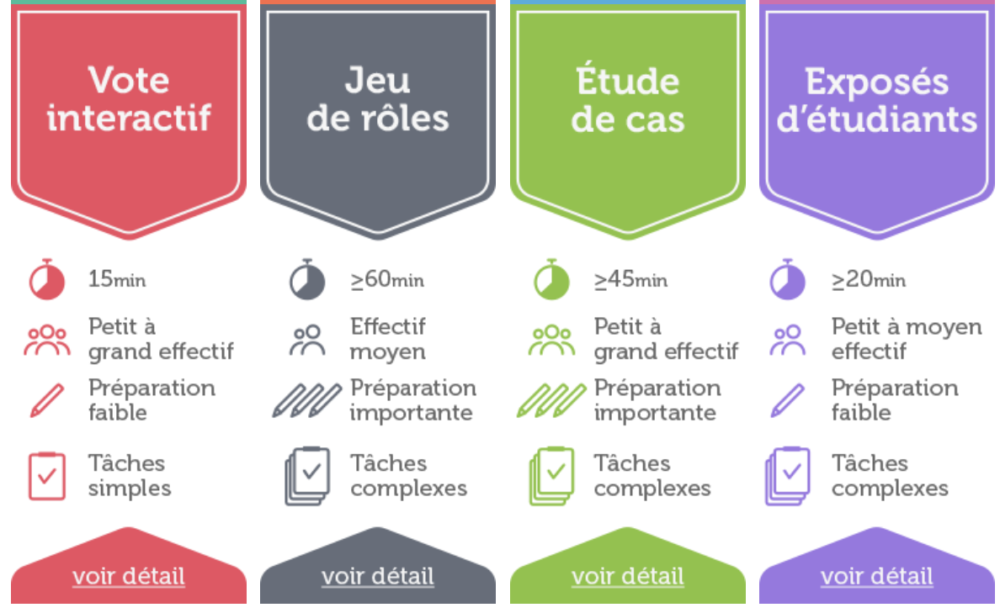 Vote
interactif
15min
Petit à
grand effectif
Préparation
faible
Tâches
simples
voir détail
Jeu
de rôles
≥60min
Effectif
moyen
Préparation
importante
Tâches
complexes
voir détail
Étude
de cas
≥45min
Petit à
grand effectif
Préparation
importante
Tâches
complexes
voir détail
Exposés
d'étudiants
≥20min
Petit à moyen
effectif
Préparation
faible
Tâches
complexes
voir détail